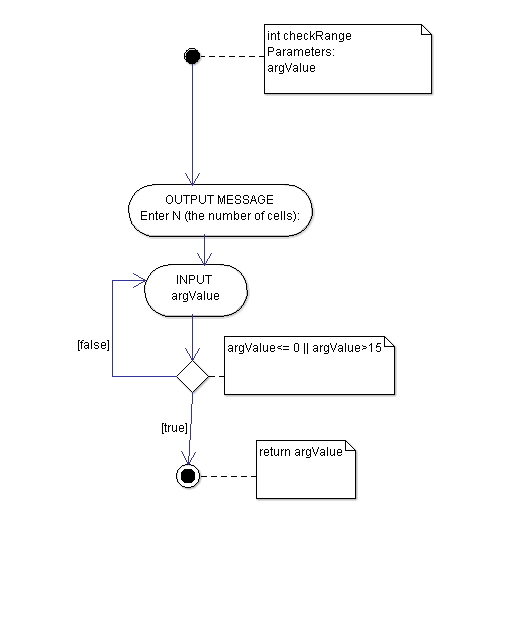 int checkRange
Parameters:
argValue
OUTPUT MESSAGE
Enter N (the number of cells):
INPUT
argValue
[false]
argValue<= 0 || argValue>15
[true]
return argValue